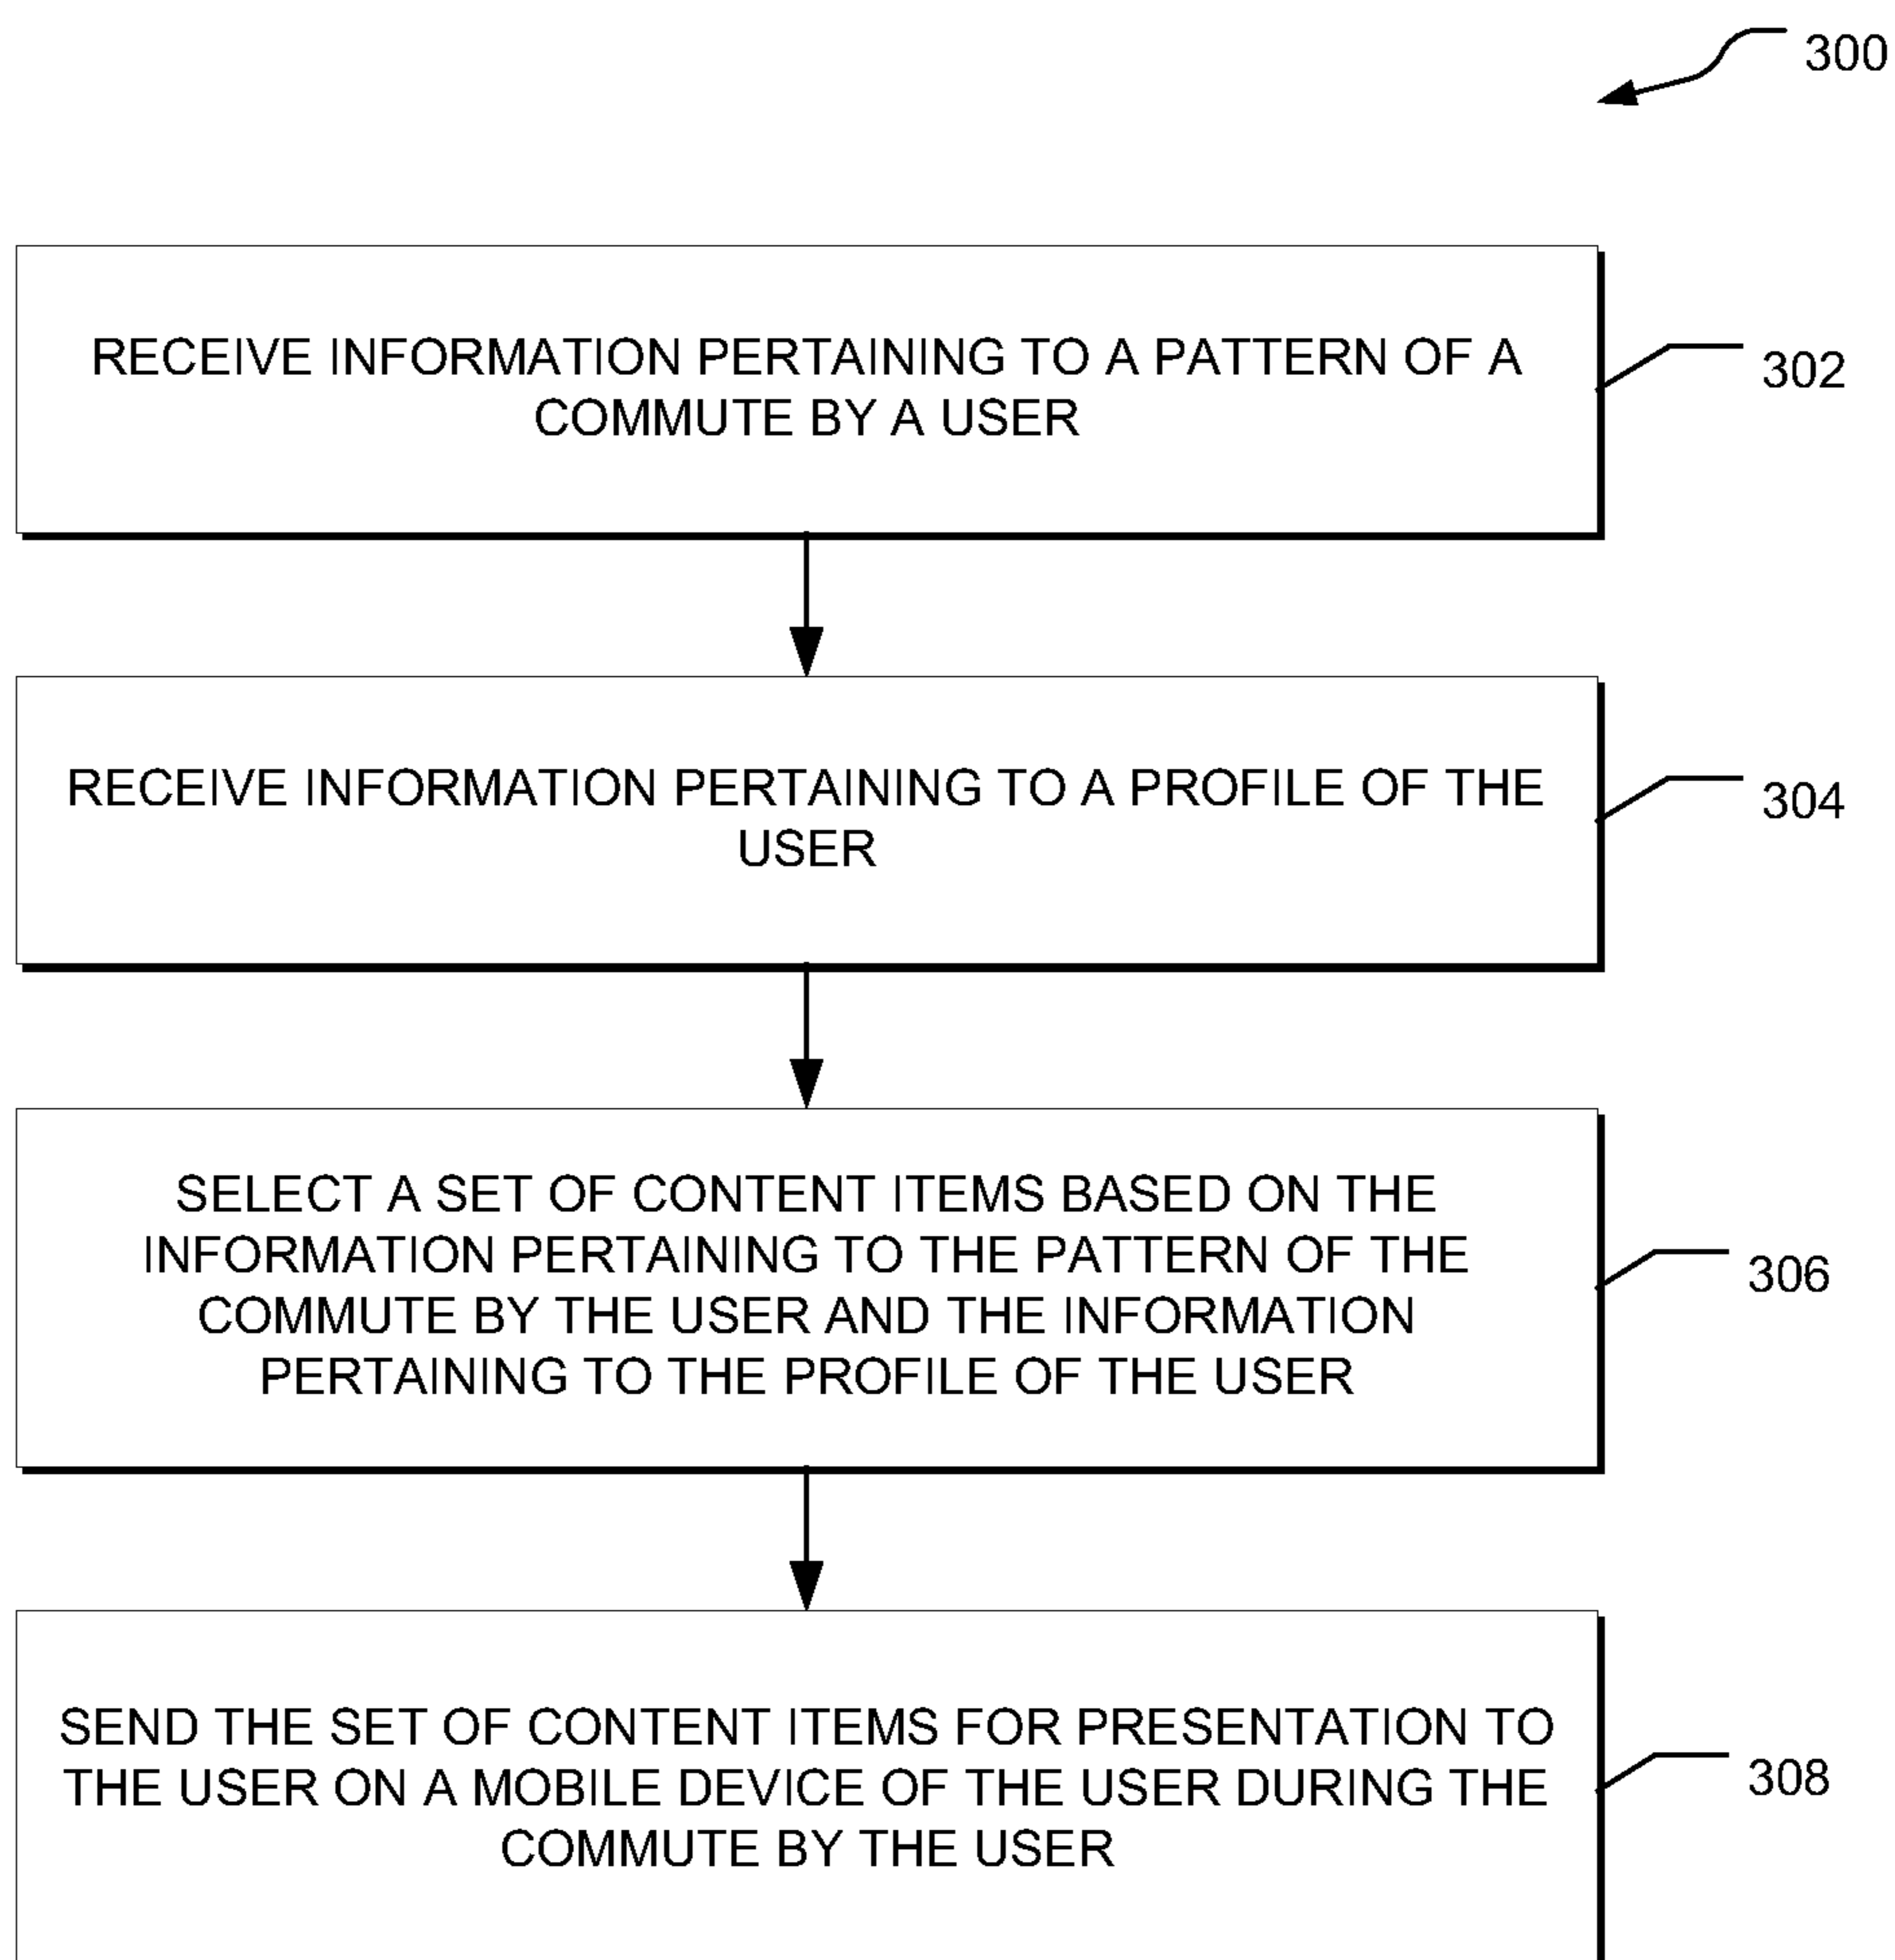 300
RECEIVE INFORMATION PERTAINING TO A PATTERN OF A
COMMUTE BY A USER
302
RECEIVE INFORMATION PERTAINING TO A PROFILE OF THE
USER
304
SELECT A SET OF CONTENT ITEMS BASED ON THE
INFORMATION PERTAINING TO THE PATTERN OF THE
COMMUTE BY THE USER AND THE INFORMATION
PERTAINING TO THE PROFILE OF THE USER
306
SEND THE SET OF CONTENT ITEMS FOR PRESENTATION TO
THE USER ON A MOBILE DEVICE OF THE USER DURING THE
COMMUTE BY THE USER
308